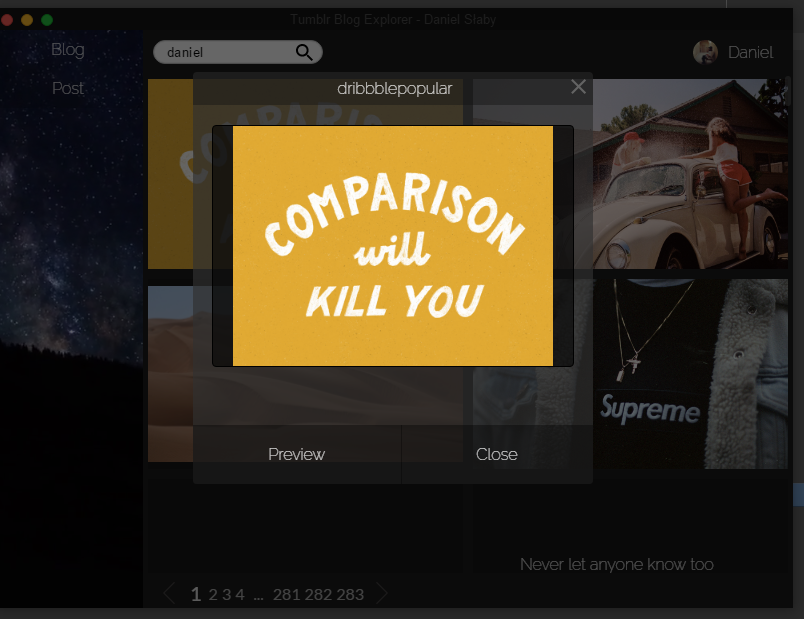 Tumblr Blog Explorer - Daniel Slaby
Blog
Post
daniel
Daniel
dribbblepopular
COMPARISON
will
KILL YOU
Supreme
Preview
Close
Never let anyone know too
1 2 3 4 ... 281 282 283